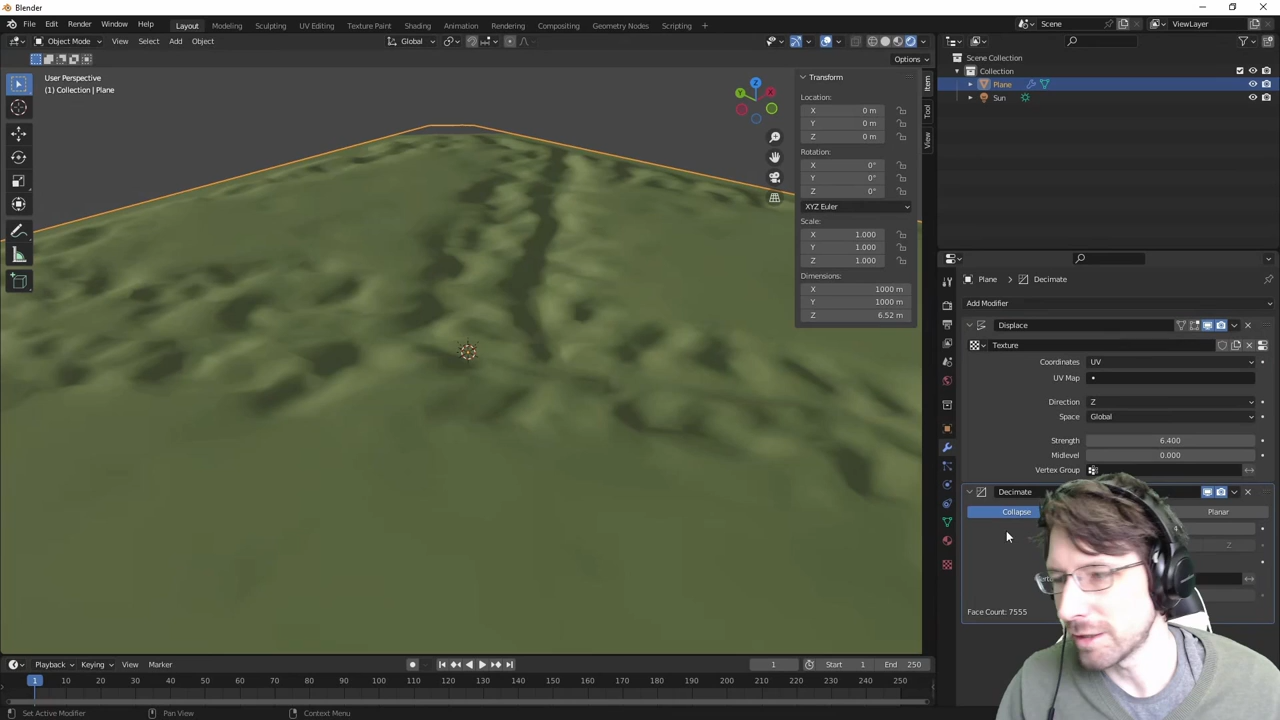 Blender
File Edit Render Window Help Layout Modeling Sculpting UV Editing Texture Paint Shading Animation Rendering Compositing Geometry Nodes Scripting + Scene ViewLayer
Object Mode View Select Add Object Global
Options
User Perspective
(1) Collection | Plane
Z
Y
X
Transform
Location:
X 0 m
Y 0 m
Z 0 m
Rotation:
X 0°
Y 0°
Z 0°
XYZ Euler
Scale:
X 1.000
Y 1.000
Z 1.000
Dimensions:
X 1000 m
Y 1000 m
Z 6.52 m
Item
Tool
View
Scene Collection
Collection
Plane
Sun
Plane > Decimate
Add Modifier
Displace
Texture
Coordinates UV
UV Map
Direction Z
Space Global
Strength 6.400
Midlevel 0.000
Vertex Group
Decimate
Collapse Planar
Z
Face Count: 7555
Playback Keying View Marker 1 Start 1 End 250
1 10 20 30 40 50 60 70 80 90 100 110 120 130 140 150 160 170 180 190 200 210 220 230 240 250
Set Active Modifier Pan View Context Menu